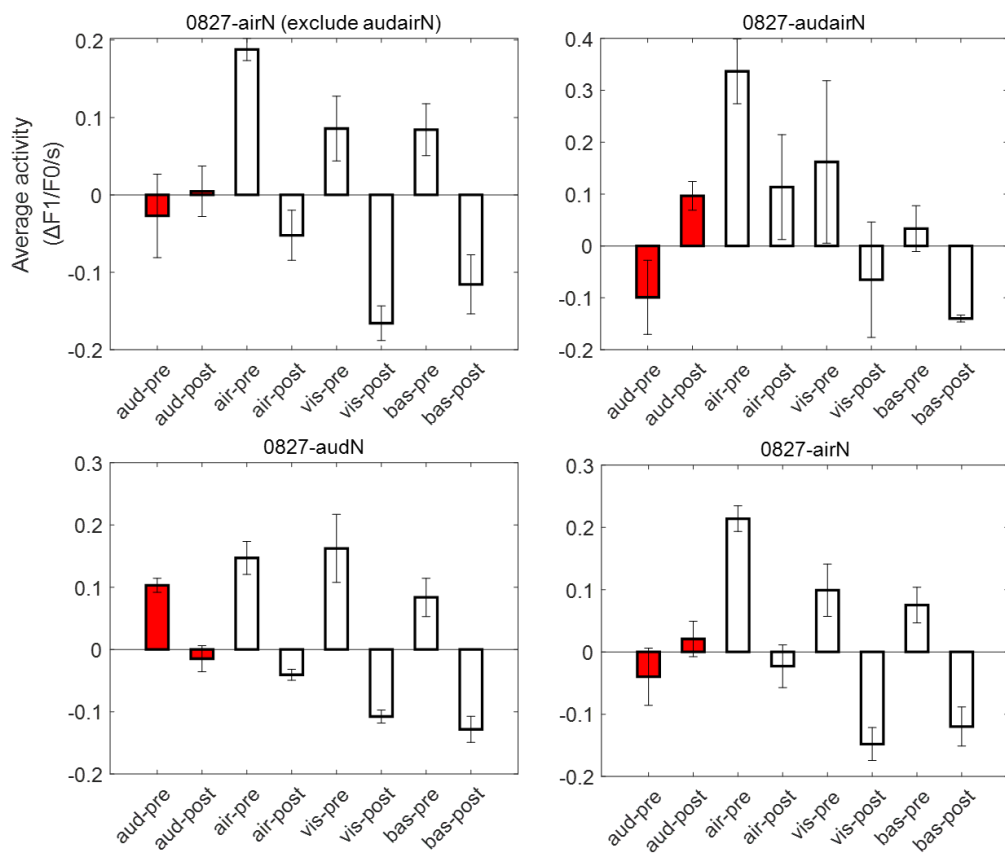 0827-airN (exclude audairN)
Average activity
(ΔF1/F0/s)
0.2
0.1
0
-0.1
-0.2
aud-pre
aud-post
air-pre
air-post
vis-pre
vis-post
bas-pre
bas-post
0827-audairN
0.4
0.3
0.2
0.1
0
-0.1
-0.2
aud-pre
aud-post
air-pre
air-post
vis-pre
vis-post
bas-pre
bas-post
0827-audN
0.3
0.2
0.1
0
-0.1
-0.2
aud-pre
aud-post
air-pre
air-post
vis-pre
vis-post
bas-pre
bas-post
0827-airN
0.3
0.2
0.1
0
-0.1
-0.2
aud-pre
aud-post
air-pre
air-post
vis-pre
vis-post
bas-pre
bas-post